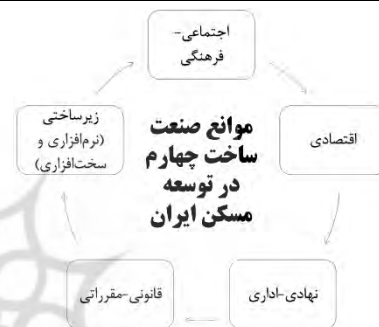 اجتماعی-
فرهنگی
اقتصادی
نهادی-اداری
قانونی-مقرراتی
زیرساختی
(نرم‌افزاری و
سخت‌افزاری)
موانع صنعت
ساخت چهارم
در توسعه
مسکن ایران